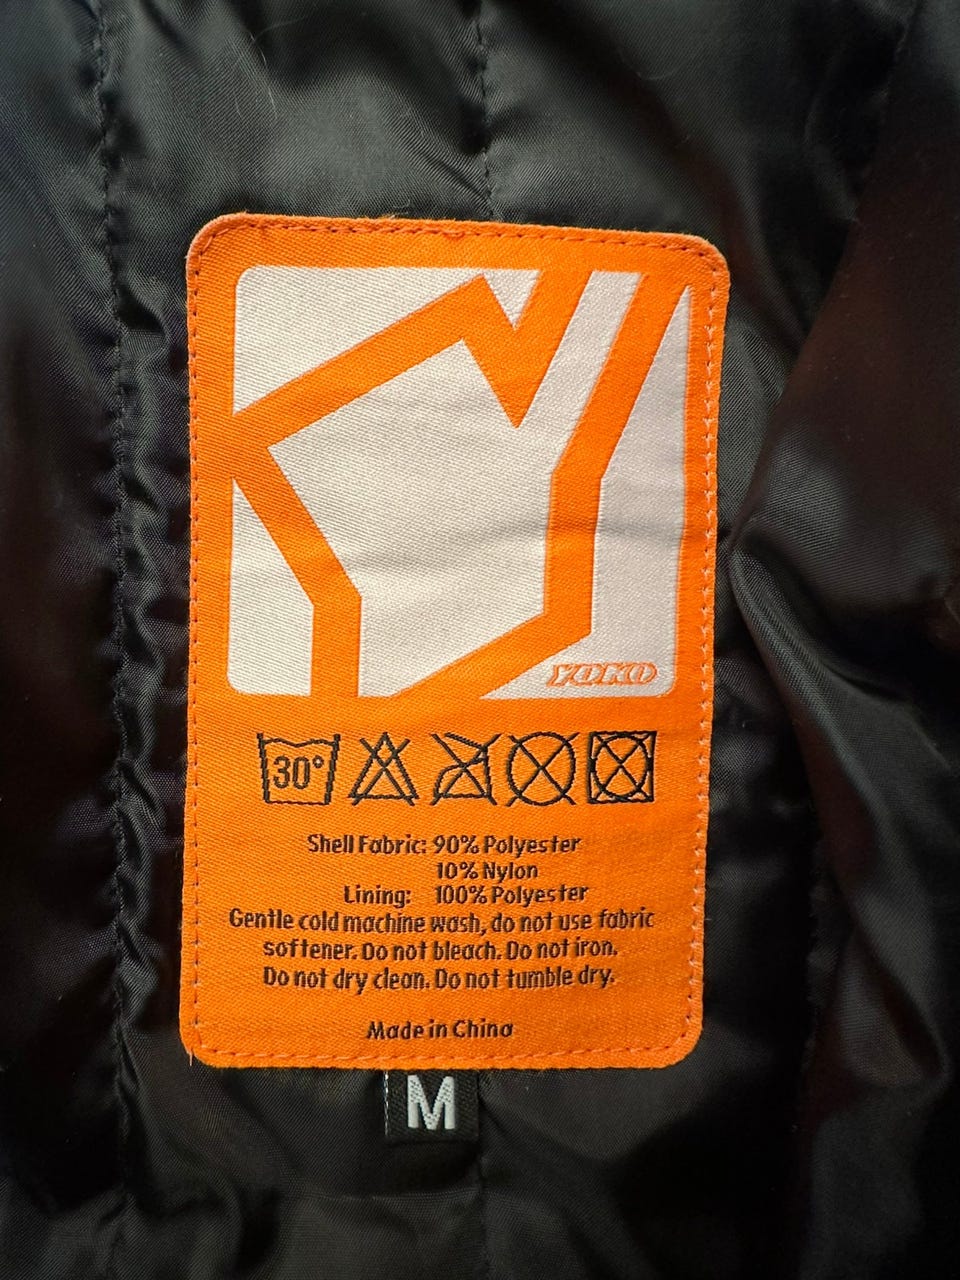 YOKO
30°
Shell Fabric: 90% Polyester
10% Nylon
Lining: 100% Polyester
Gentle cold machine wash, do not use fabric
softener. Do not bleach. Do not iron.
Do not dry clean. Do not tumble dry.
Made in China
M